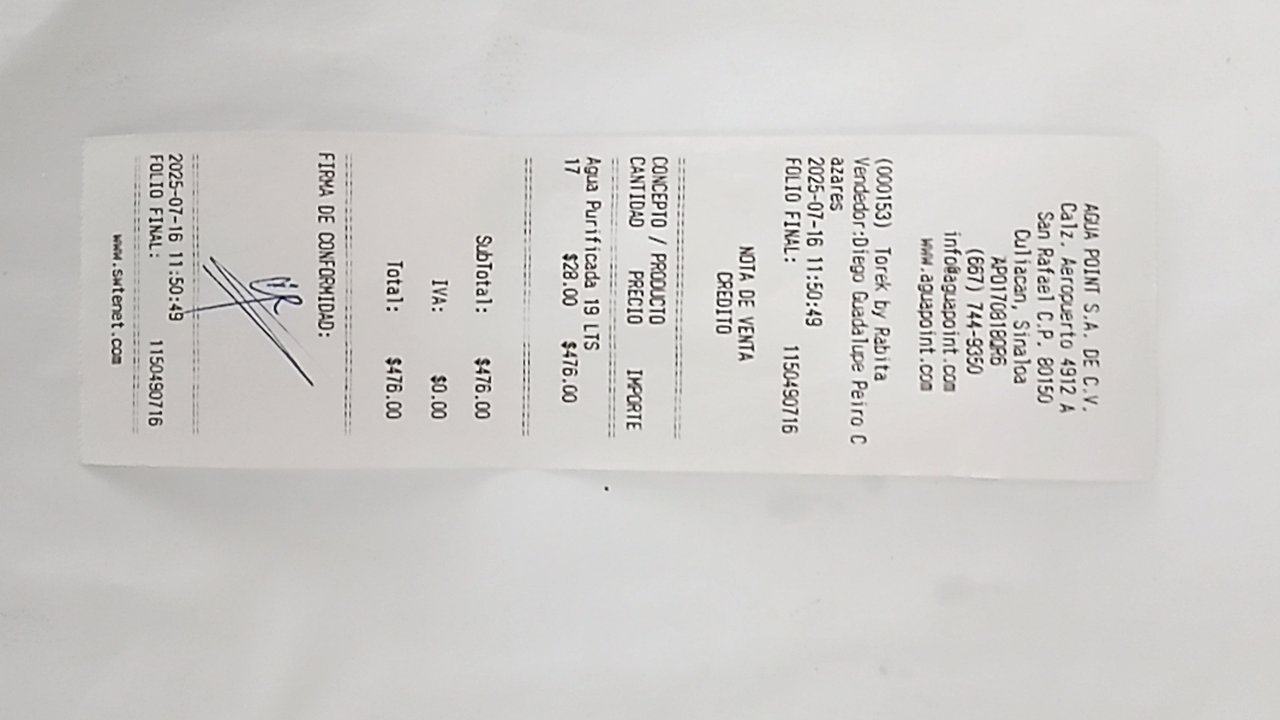 AGUA POINT S.A. DE C.V.
Calz. Aeropuerto 4912 A
San Rafael C.P. 80150
Culiacan, Sinaloa
APO170818QR6
(667) 744-9350
info@aguapoint.com
www.aguapoint.com
(000153) Torek by Rabita
Vendedor:Diego Guadalupe Peiro C
azares
2025-07-16 11:50:49
FOLIO FINAL: 1150490716
NOTA DE VENTA
CREDITO
CONCEPTO / PRODUCTO
CANTIDAD PRECIO IMPORTE
Agua Purificada 19 LTS
17 $28.00 $476.00
SubTotal: $476.00
IVA: $0.00
Total: $476.00
FIRMA DE CONFORMIDAD:
2025-07-16 11:50:49
FOLIO FINAL: 1150490716
www.swtenet.com